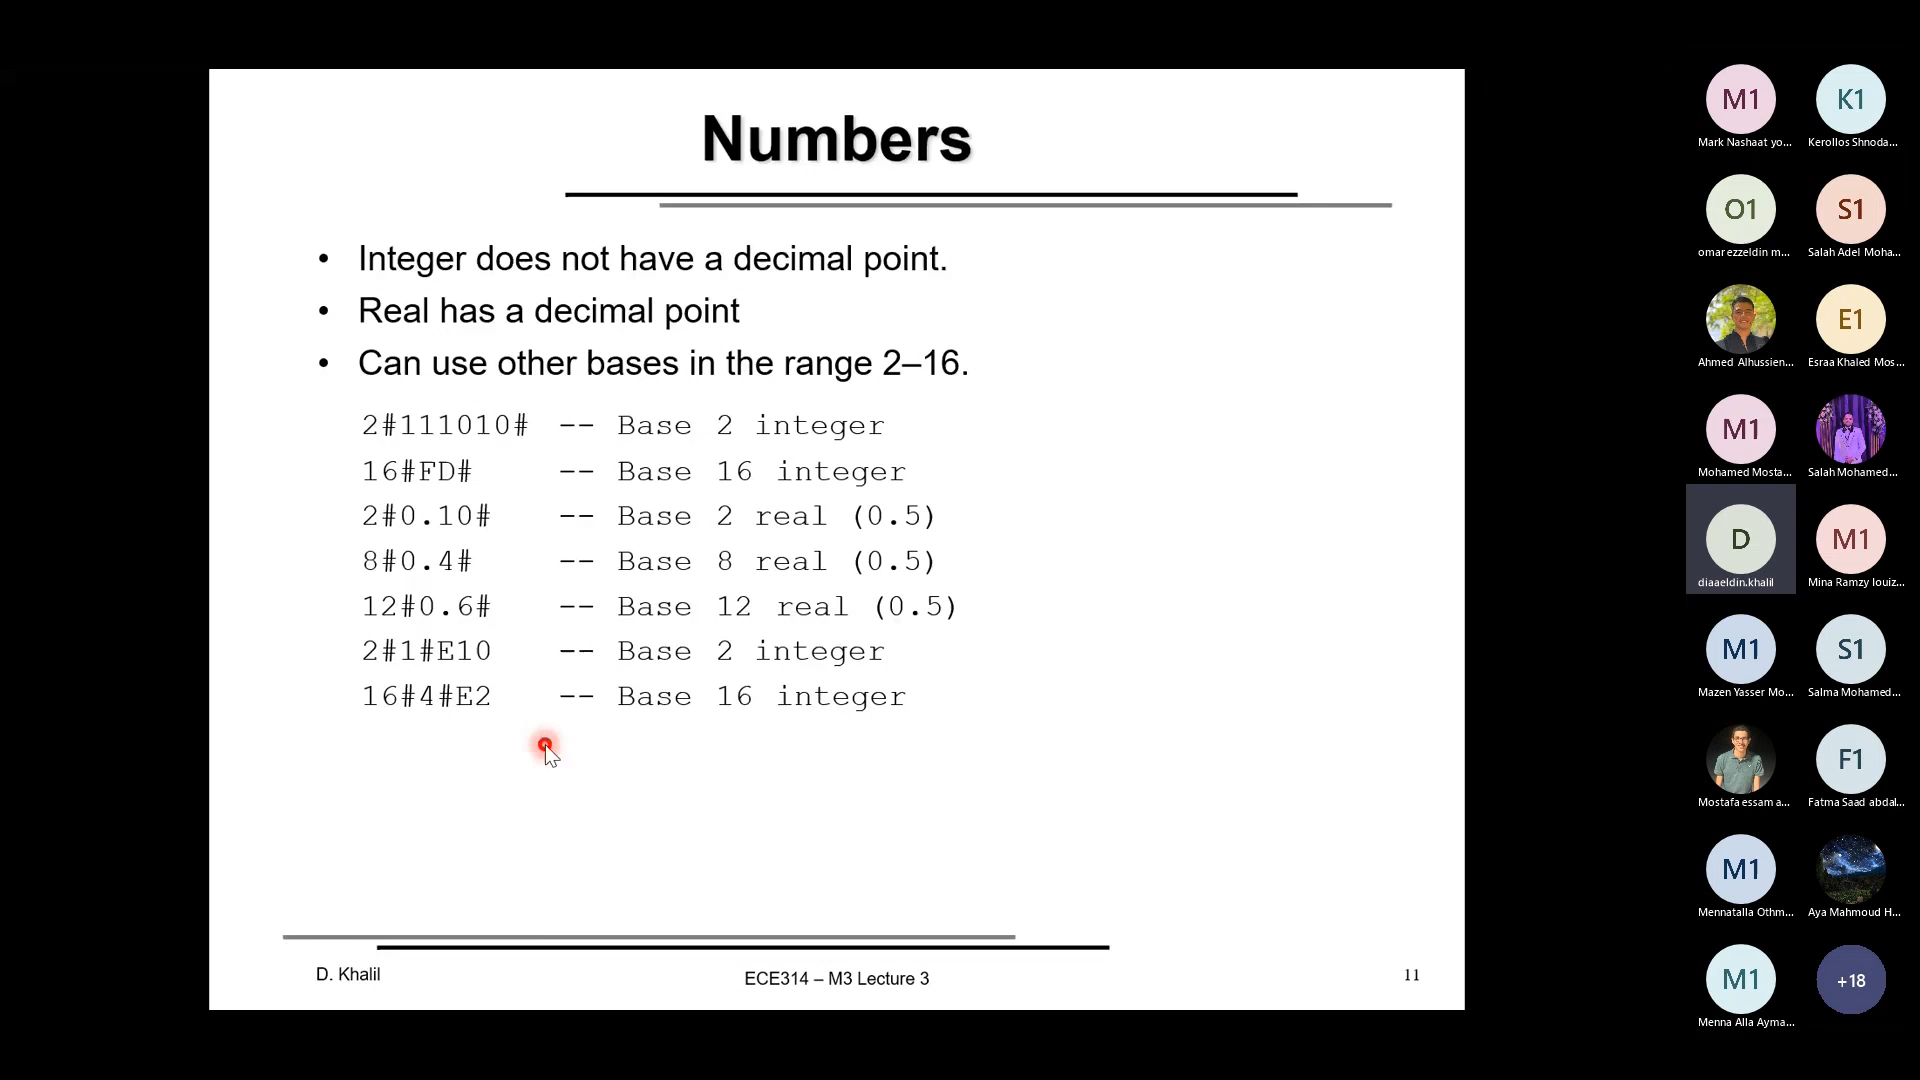 Numbers
• Integer does not have a decimal point.
• Real has a decimal point
• Can use other bases in the range 2–16.
2#111010# -- Base 2 integer
16#FD# -- Base 16 integer
2#0.10# -- Base 2 real (0.5)
8#0.4# -- Base 8 real (0.5)
12#0.6# -- Base 12 real (0.5)
2#1#E10 -- Base 2 integer
16#4#E2 -- Base 16 integer
D. Khalil
ECE314 – M3 Lecture 3
11
M1 K1
Mark Nashaat yo... Kerollos Shnoda...
O1 S1
omar ezzeldin m... Salah Adel Moha...
E1
Ahmed Alhussien... Esraa Khaled Mos...
M1
Mohamed Mosta... Salah Mohamed...
D M1
diaaeldin.khalil Mina Ramzy louiz...
M1 S1
Mazen Yasser Mo... Salma Mohamed...
F1
Mostafa essam a... Fatma Saad abdal...
M1
Mennatalla Othm... Aya Mahmoud H...
M1 +18
Menna Alla Ayma...